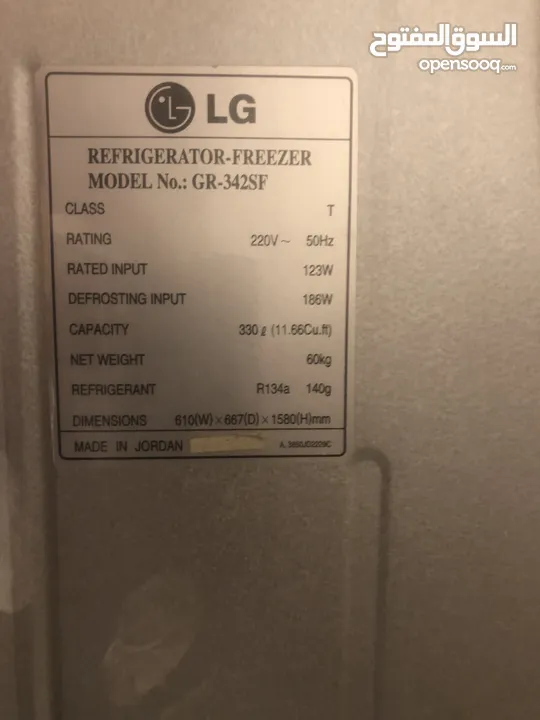 السوق المفتوح
opensooq.com
LG
REFRIGERATOR-FREEZER
MODEL No.: GR-342SF
CLASS T
RATING 220V~ 50Hz
RATED INPUT 123W
DEFROSTING INPUT 186W
CAPACITY 330ℓ (11.66Cu.ft)
NET WEIGHT 60kg
REFRIGERANT R134a 140g
DIMENSIONS 610(W)×667(D)×1580(H)mm
MADE IN JORDAN